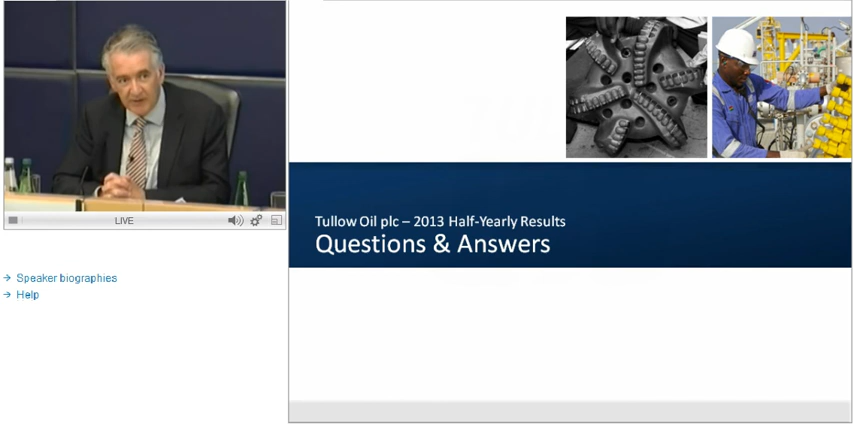 LIVE
Speaker biographies
Help
Tullow Oil plc – 2013 Half-Yearly Results
Questions & Answers